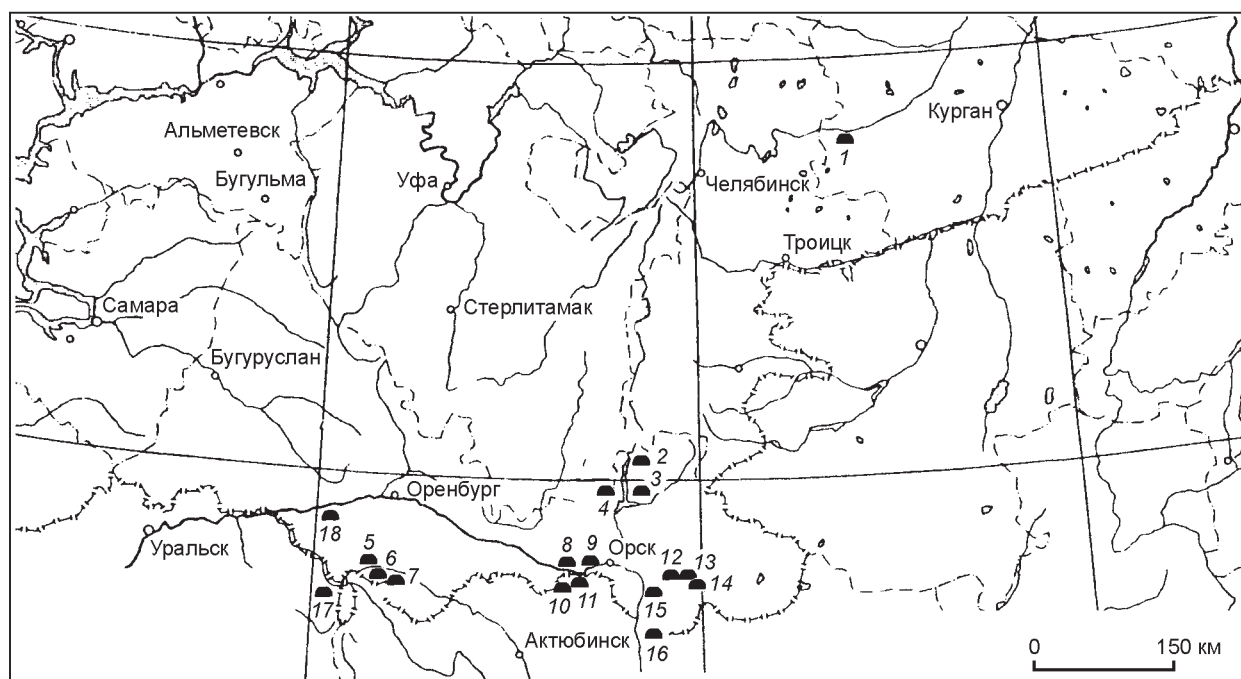 Альметевск
Курган
1
Бугульма
Уфа
Челябинск
Троицк
Самара
Стерлитамак
Бугуруслан
2
3
4
Оренбург
18
Уральск
5
6
7
8
9
Орск
12
13
14
10
11
15
17
16
Актюбинск
0
150 км